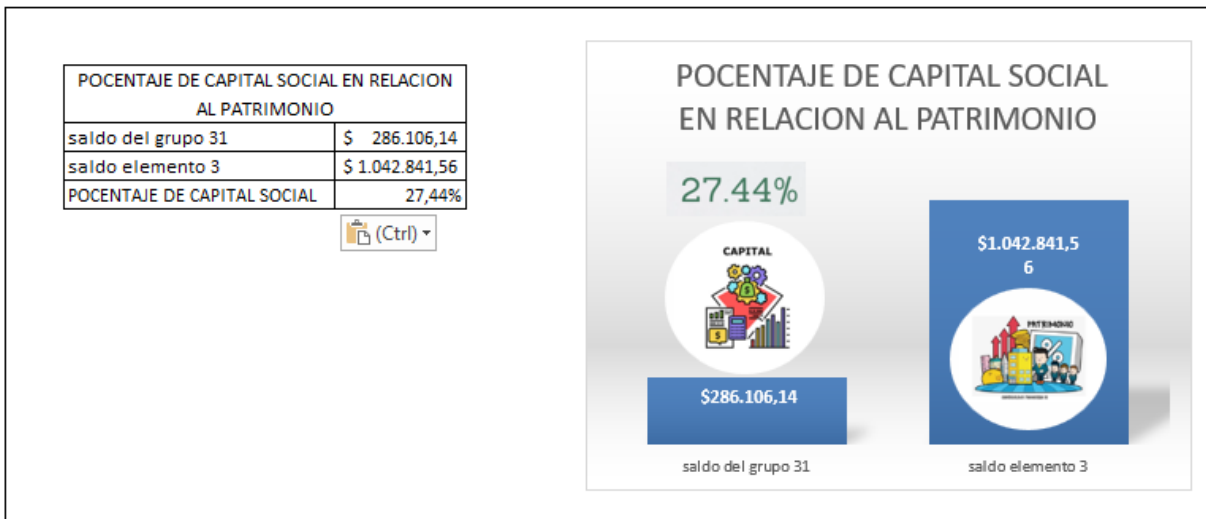 POCENTAJE DE CAPITAL SOCIAL EN RELACION
AL PATRIMONIO
saldo del grupo 31 $ 286.106,14
saldo elemento 3 $ 1.042.841,56
POCENTAJE DE CAPITAL SOCIAL 27,44%
(Ctrl)
POCENTAJE DE CAPITAL SOCIAL
EN RELACION AL PATRIMONIO
27.44%
CAPITAL
$286.106,14
saldo del grupo 31
$1.042.841,5
6
PATRIMONIO
saldo elemento 3